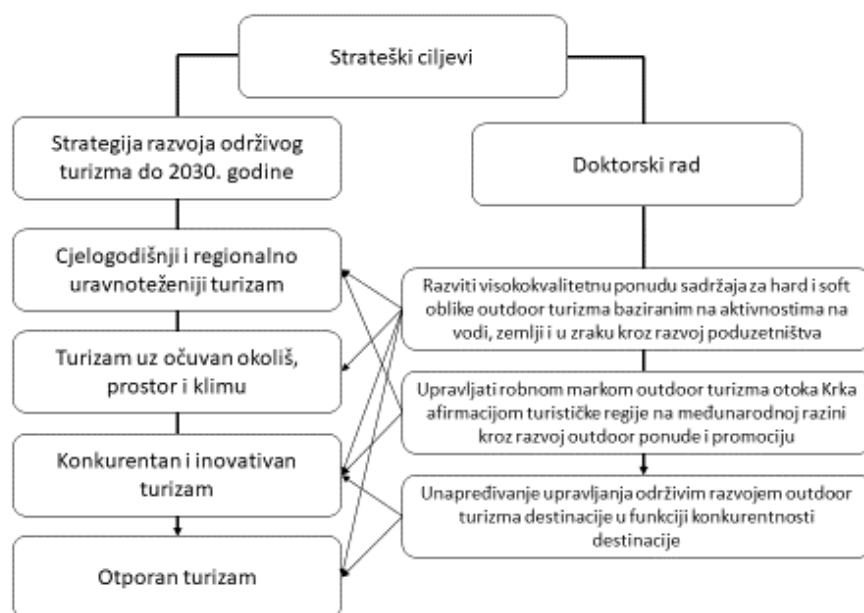 Strateški ciljevi
Strategija razvoja održivog
turizma do 2030. godine
Cjelogodišnji i regionalno
uravnoteženiji turizam
Turizam uz očuvan okoliš,
prostor i klimu
Konkurentan i inovativan
turizam
Otporan turizam
Doktorski rad
Razviti visokokvalitetnu ponudu sadržaja za hard i soft
oblike outdoor turizma baziranim na aktivnostima na
vodi, zemlji i u zraku kroz razvoj poduzetništva
Upravljati robnom markom outdoor turizma otoka Krka
afirmacijom turističke regije na međunarodnoj razini
kroz razvoj outdoor ponude i promociju
Unapređivanje upravljanja održivim razvojem outdoor
turizma destinacije u funkciji konkurentnosti
destinacije